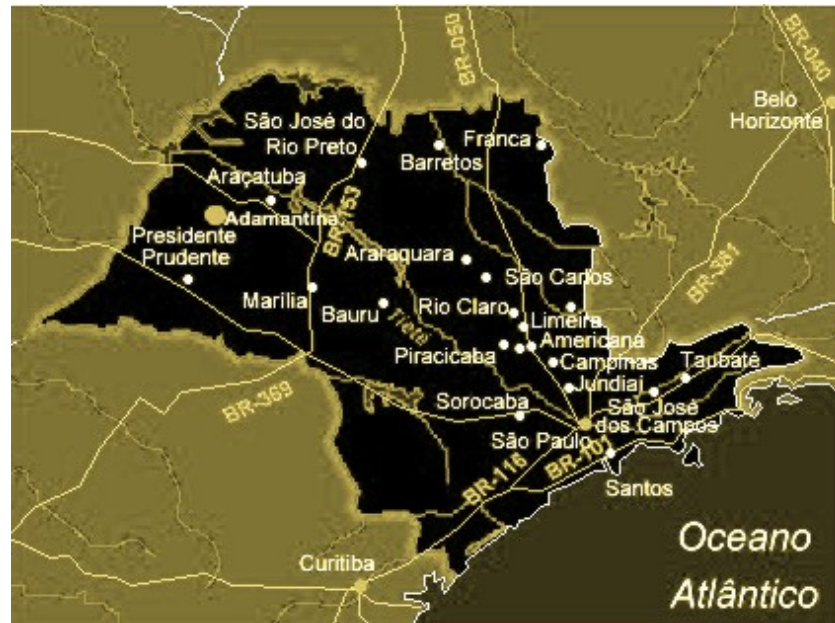 BR-050
BR-040
Belo
Horizonte
São José do
Rio Preto
Barretos
Franca
Araçatuba
Adamantina
BR-153
Presidente
Prudente
Araraquara
São Carlos
BR-381
Marília
Bauru
Tietê
Rio Claro
Limeira
Americana
Piracicaba
Campinas
Taubaté
Jundiaí
BR-369
Sorocaba
São José
dos Campos
São Paulo
BR-116
BR-101
Santos
Curitiba
Oceano
Atlântico